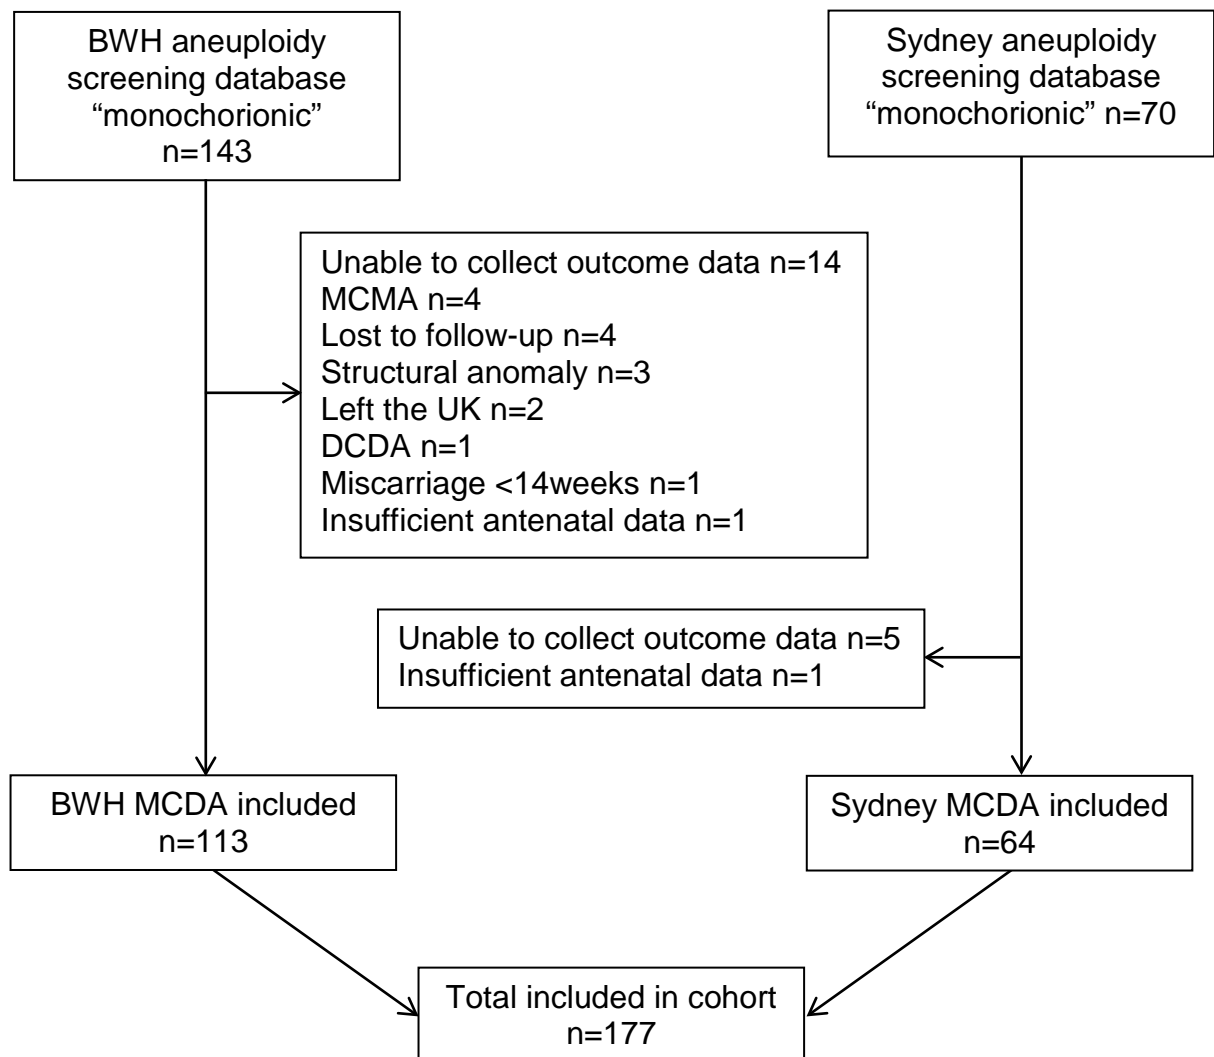 BWH aneuploidy
screening database
“monochorionic”
n=143
Sydney aneuploidy
screening database
“monochorionic” n=70
Unable to collect outcome data n=14
MCMA n=4
Lost to follow-up n=4
Structural anomaly n=3
Left the UK n=2
DCDA n=1
Miscarriage <14weeks n=1
Insufficient antenatal data n=1
Unable to collect outcome data n=5
Insufficient antenatal data n=1
BWH MCDA included
n=113
Sydney MCDA included
n=64
Total included in cohort
n=177